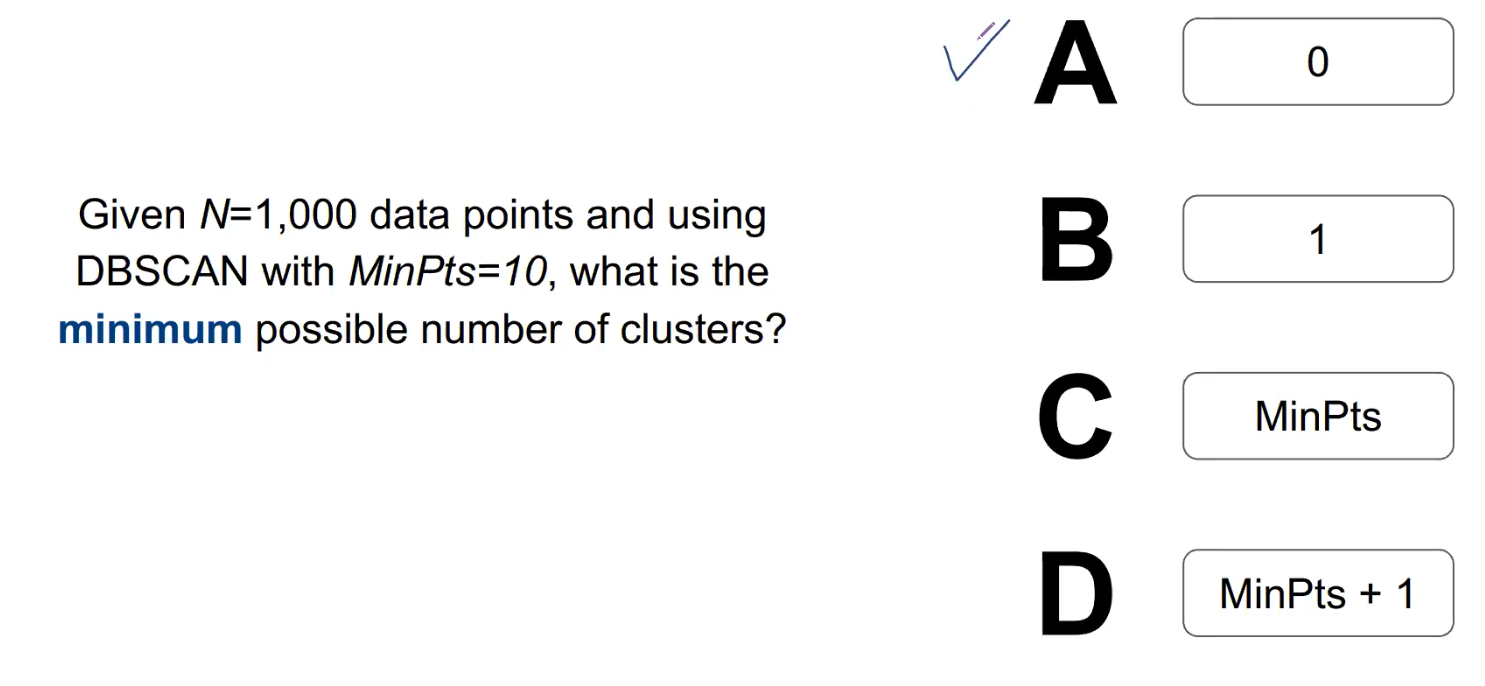 A
0
Given N=1,000 data points and using
DBSCAN with MinPts=10, what is the
minimum possible number of clusters?
B
1
C
MinPts
D
MinPts + 1